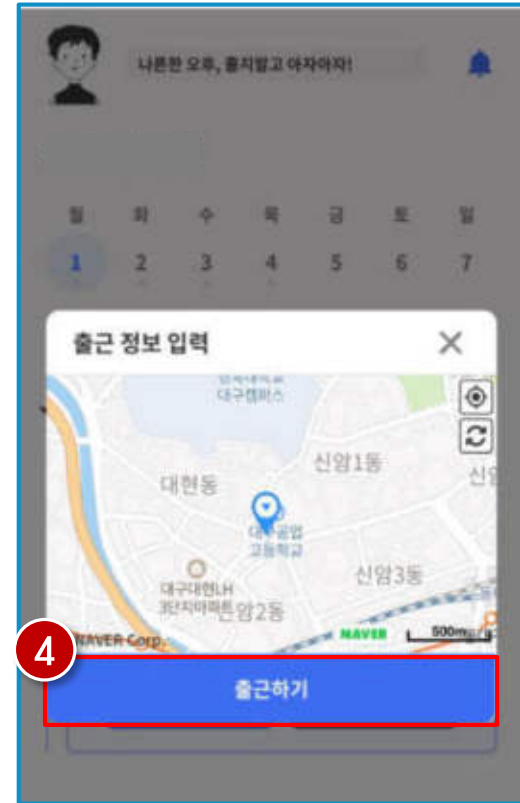 나른한 오후, 졸지말고 아자아자!
월 화 수 목 금 토 일
1 2 3 4 5 6 7
출근 정보 입력
대구캠퍼스
신암1동
대현동
대구공업
고등학교
신암3동
대구대현LH
3단지아파트
신암2동
NAVER Corp.
NAVER
500m
4
출근하기